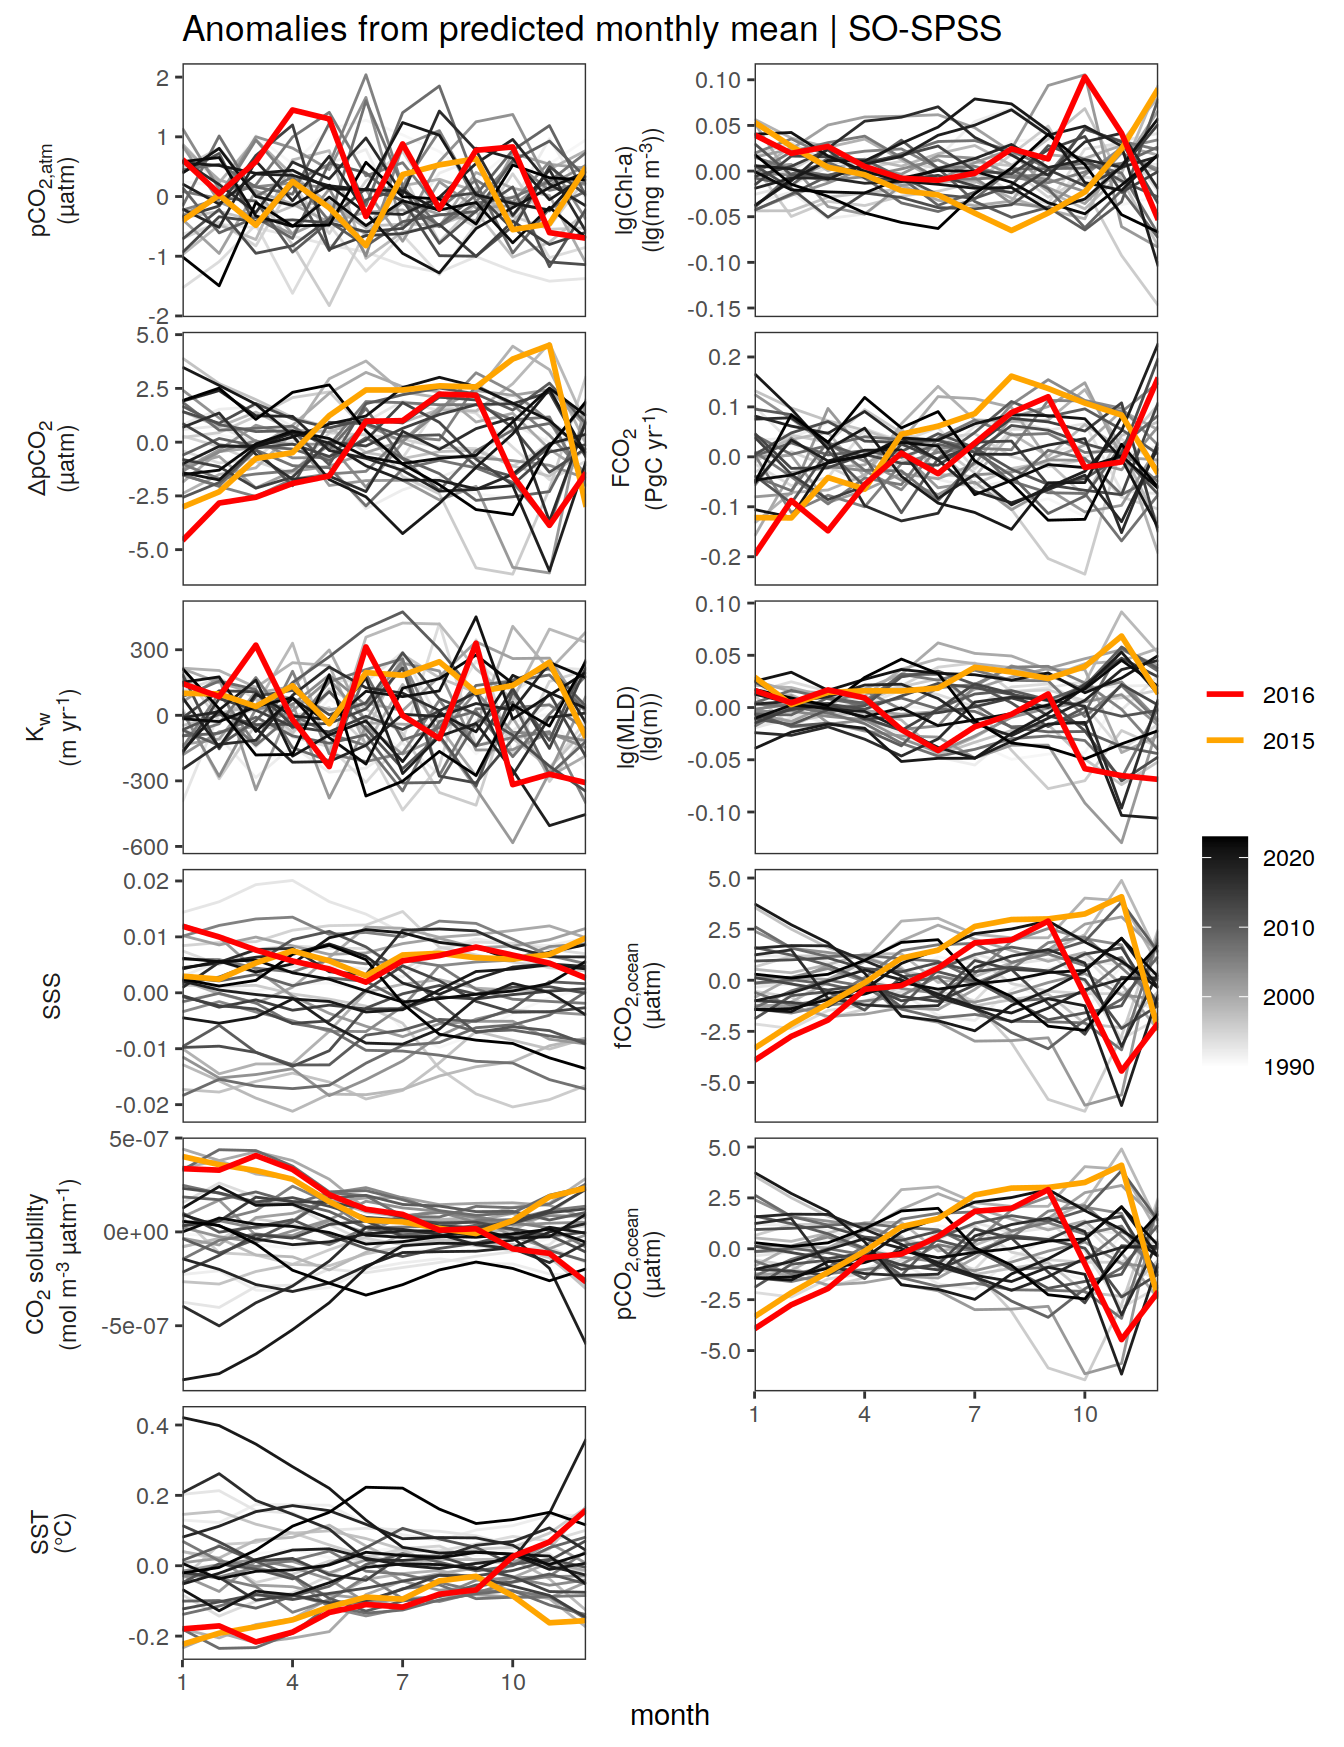 Anomalies from predicted monthly mean | SO-SPSS
pCO2,atm
(µatm)
2
1
0
-1
-2
lg(Chl-a)
(lg(mg m-3))
0.10
0.05
0.00
-0.05
-0.10
-0.15
ΔpCO2
(µatm)
5.0
2.5
0.0
-2.5
-5.0
FCO2
(PgC yr-1)
0.2
0.1
0.0
-0.1
-0.2
Kw
(m yr-1)
300
0
-300
-600
lg(MLD)
(lg(m))
0.10
0.05
0.00
-0.05
-0.10
SSS
0.02
0.01
0.00
-0.01
-0.02
fCO2,ocean
(µatm)
5.0
2.5
0.0
-2.5
-5.0
CO2 solubility
(mol m-3 µatm-1)
5e-07
0e+00
-5e-07
pCO2,ocean
(µatm)
5.0
2.5
0.0
-2.5
-5.0
1 4 7 10
SST
(°C)
0.4
0.2
0.0
-0.2
1 4 7 10
month
2016
2015
2020
2010
2000
1990